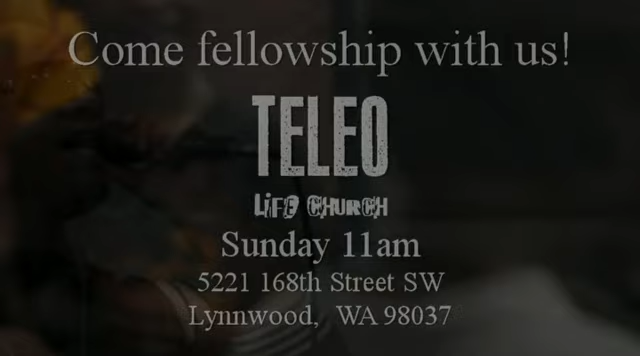 Come fellowship with us!
TELEO
LiFE CHURCH
Sunday 11am
5221 168th Street SW
Lynnwood, WA 98037